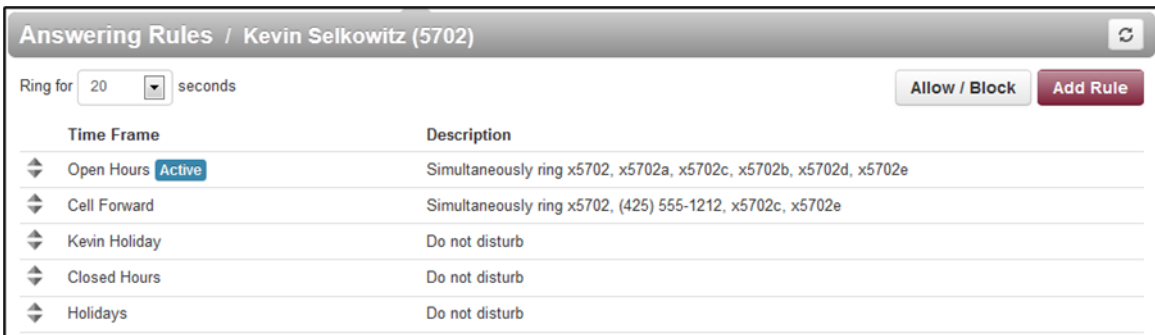 Answering Rules / Kevin Selkowitz (5702)
Ring for 20 seconds Allow / Block Add Rule
Time Frame Description
Open Hours Active Simultaneously ring x5702, x5702a, x5702c, x5702b, x5702d, x5702e
Cell Forward Simultaneously ring x5702, (425) 555-1212, x5702c, x5702e
Kevin Holiday Do not disturb
Closed Hours Do not disturb
Holidays Do not disturb